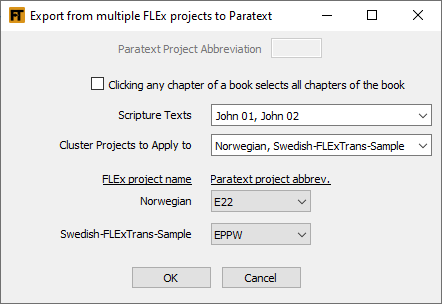 FT Export from multiple FLEx projects to Paratext
Paratext Project Abbreviation
Clicking any chapter of a book selects all chapters of the book
Scripture Texts John 01, John 02
Cluster Projects to Apply to Norwegian, Swedish-FLExTrans-Sample
FLEx project name Paratext project abbrev.
Norwegian E22
Swedish-FLExTrans-Sample EPPW
OK Cancel